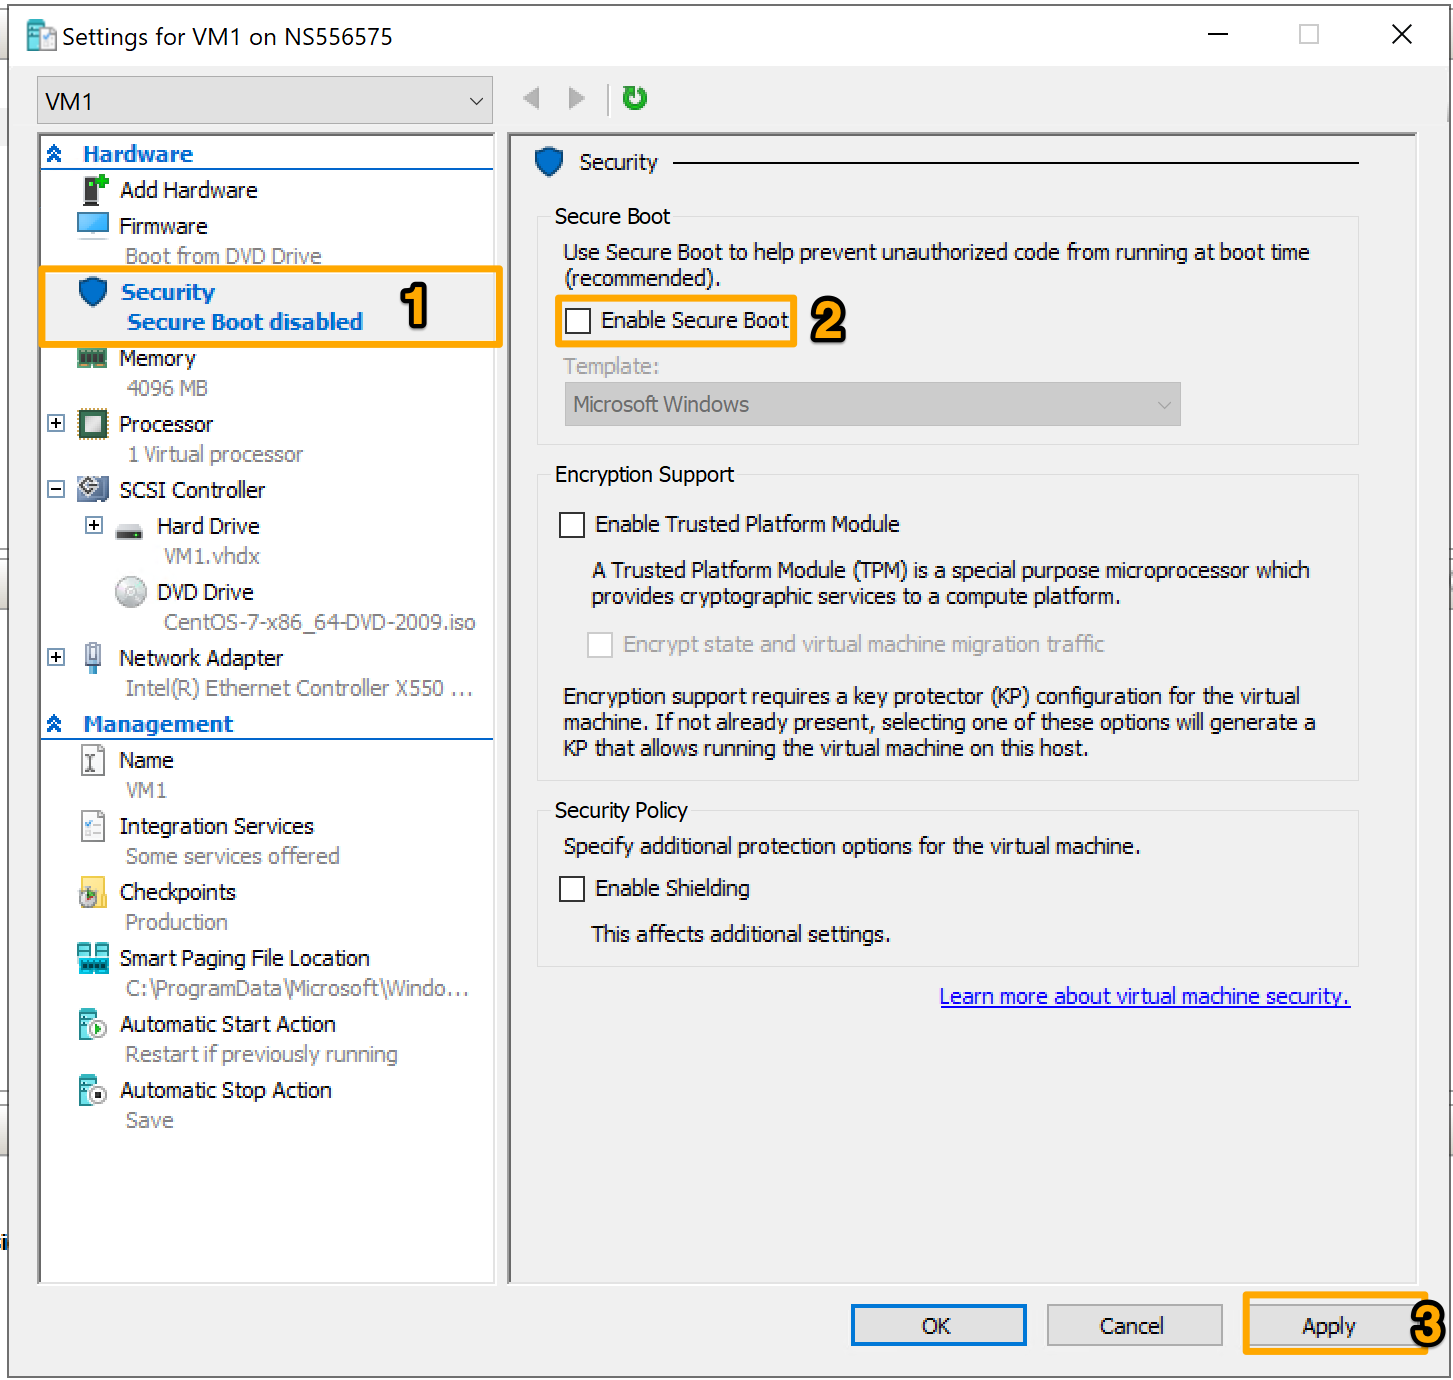 Settings for VM1 on NS556575
VM1
Hardware
Add Hardware
Firmware
Boot from DVD Drive
Security
Secure Boot disabled
1
Memory
4096 MB
Processor
1 Virtual processor
SCSI Controller
Hard Drive
VM1.vhdx
DVD Drive
CentOS-7-x86_64-DVD-2009.iso
Network Adapter
Intel(R) Ethernet Controller X550 ...
Management
Name
VM1
Integration Services
Some services offered
Checkpoints
Production
Smart Paging File Location
C:\ProgramData\Microsoft\Windo...
Automatic Start Action
Restart if previously running
Automatic Stop Action
Save
Security
Secure Boot
Use Secure Boot to help prevent unauthorized code from running at boot time
(recommended).
Enable Secure Boot
2
Template:
Microsoft Windows
Encryption Support
Enable Trusted Platform Module
A Trusted Platform Module (TPM) is a special purpose microprocessor which
provides cryptographic services to a compute platform.
Encrypt state and virtual machine migration traffic
Encryption support requires a key protector (KP) configuration for the virtual
machine. If not already present, selecting one of these options will generate a
KP that allows running the virtual machine on this host.
Security Policy
Specify additional protection options for the virtual machine.
Enable Shielding
This affects additional settings.
Learn more about virtual machine security.
OK
Cancel
Apply
3